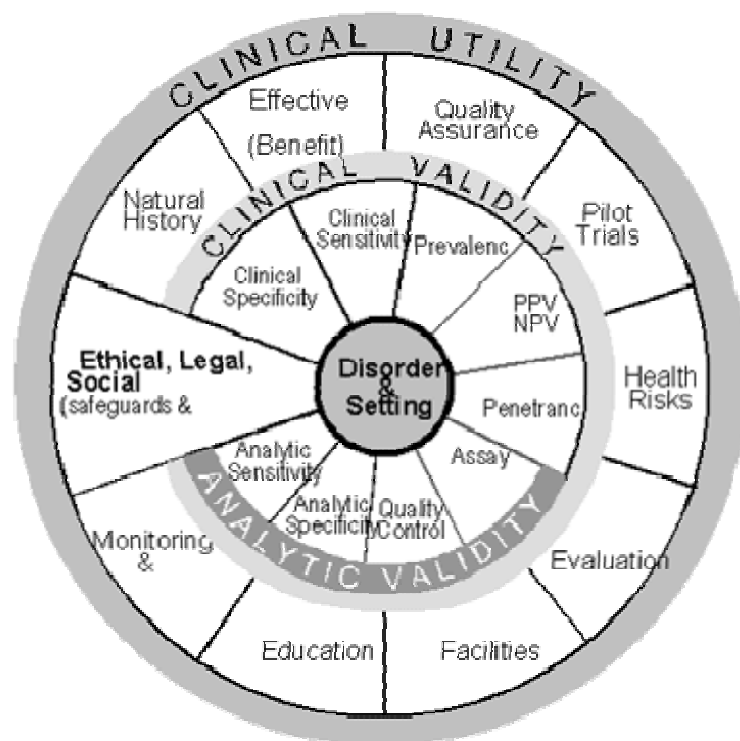 CLINICAL UTILITY
Effective
(Benefit)
Quality
Assurance
Natural
History
Pilot
Trials
CLINICAL VALIDITY
Clinical
Sensitivity
Prevalenc
Clinical
Specificity
PPV
NPV
Ethical, Legal,
Social
(safeguards &
Disorder
&
Setting
Health
Risks
Penetranc
Analytic
Sensitivity
Assay
Analytic
Specificity
Quality
Control
ANALYTIC VALIDITY
Monitoring
&
Evaluation
Education
Facilities